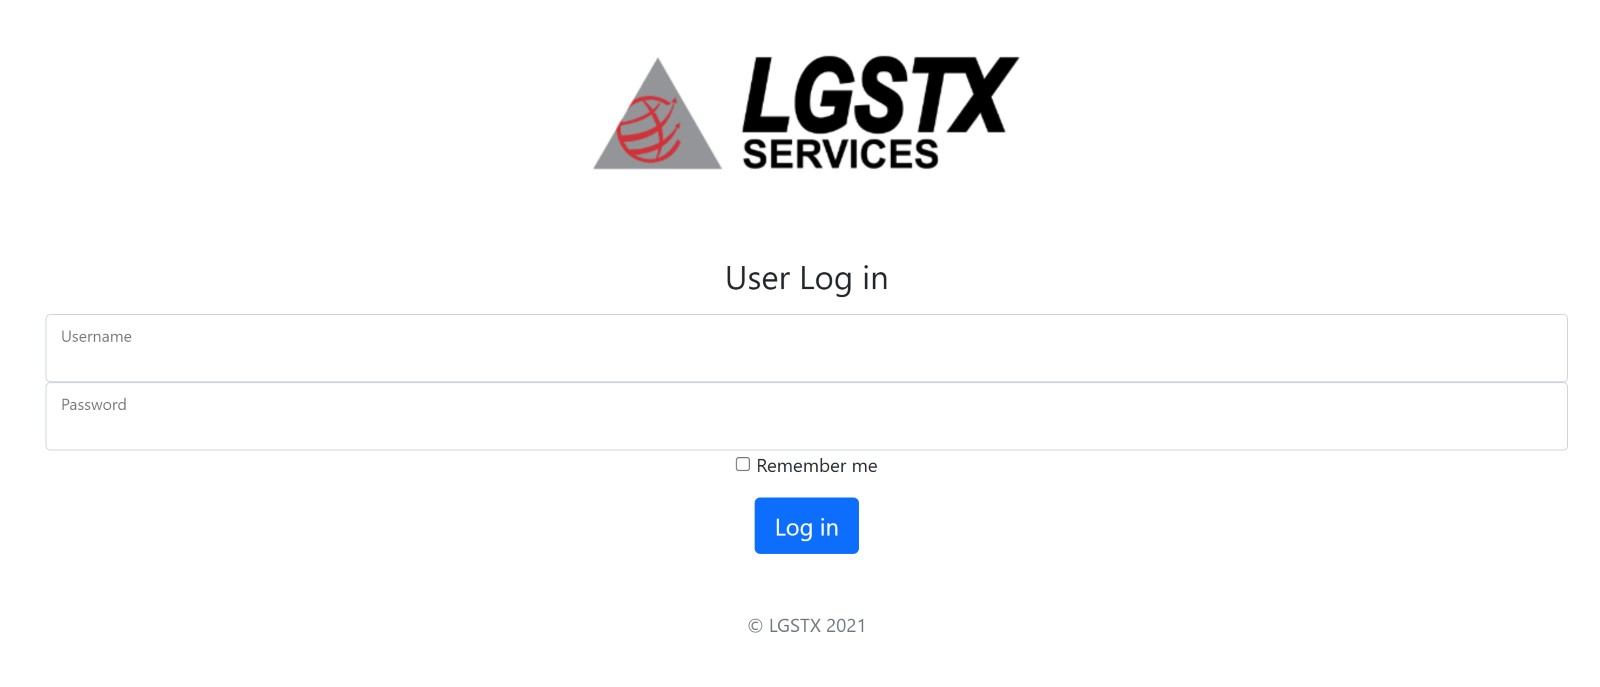 LGSTX
SERVICES
User Log in
Username
Password
Remember me
Log in
© LGSTX 2021